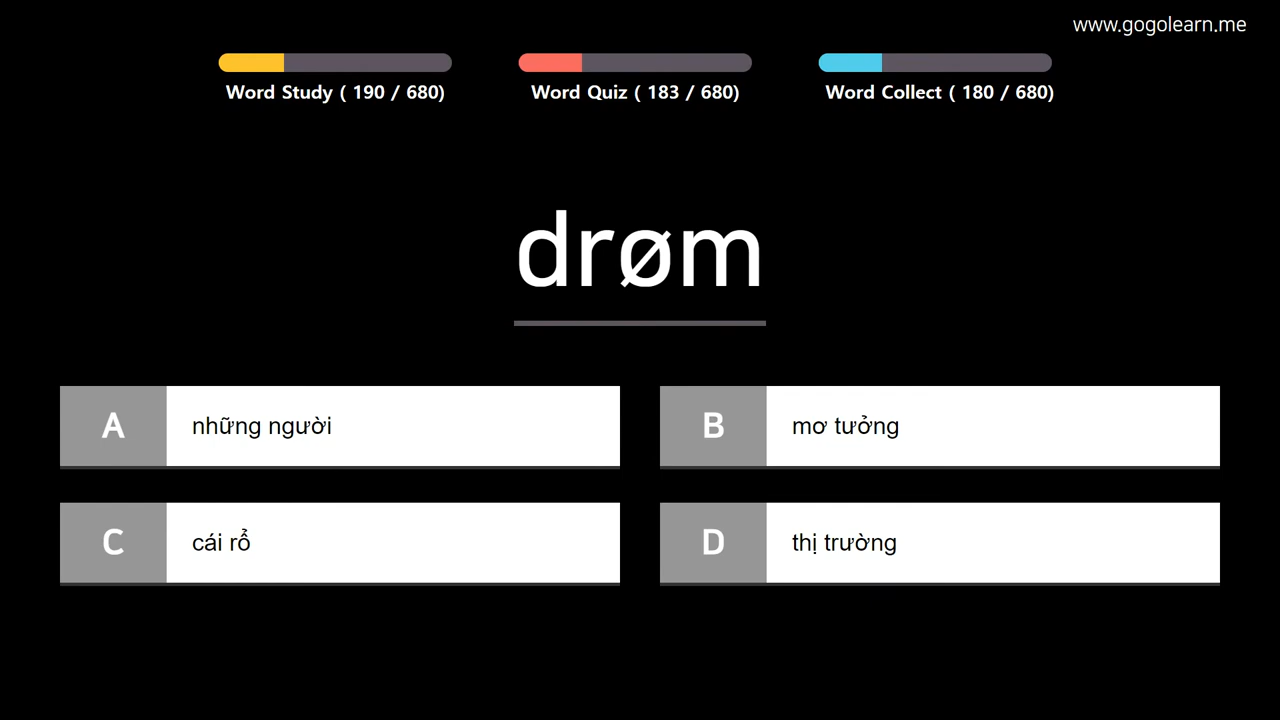 www.gogolearn.me
Word Study ( 190 / 680)
Word Quiz ( 183 / 680)
Word Collect ( 180 / 680)
drøm
A những người
B mơ tưởng
C cái rổ
D thị trường